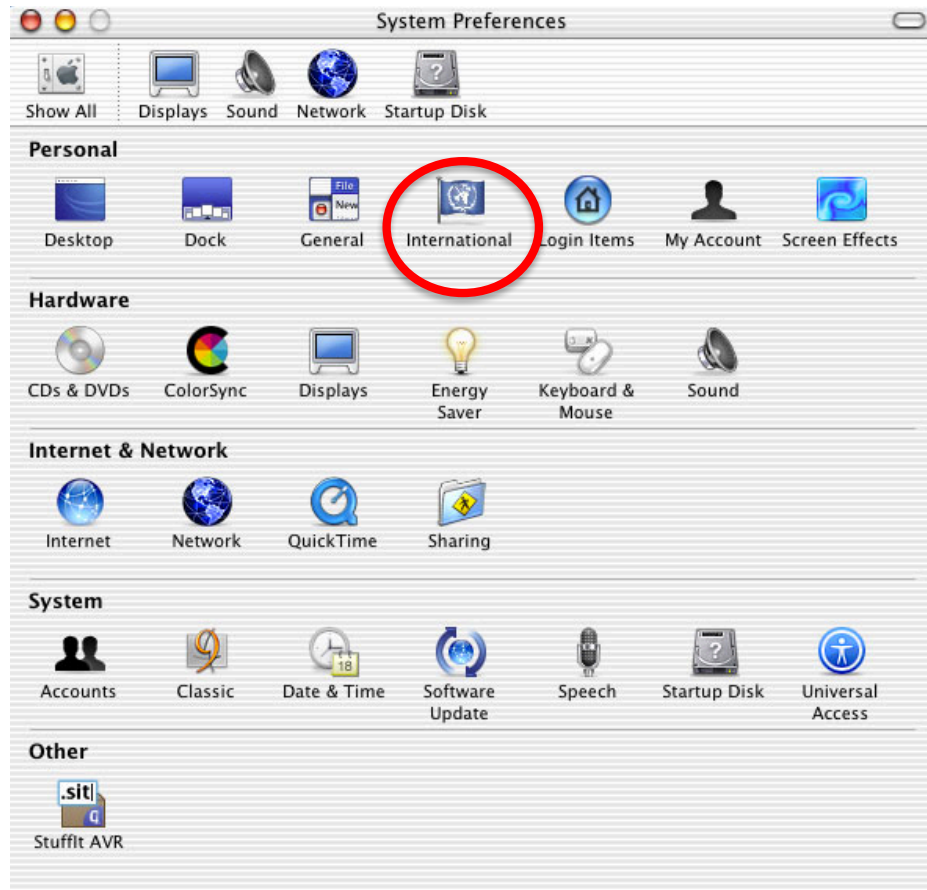 System Preferences
Show All Displays Sound Network Startup Disk
Personal
File
New
Desktop Dock General International Login Items My Account Screen Effects
Hardware
CDs & DVDs ColorSync Displays Energy Saver Keyboard & Mouse Sound
Internet & Network
Internet Network QuickTime Sharing
System
9
18
?
Accounts Classic Date & Time Software Update Speech Startup Disk Universal Access
Other
.sit
StuffIt AVR